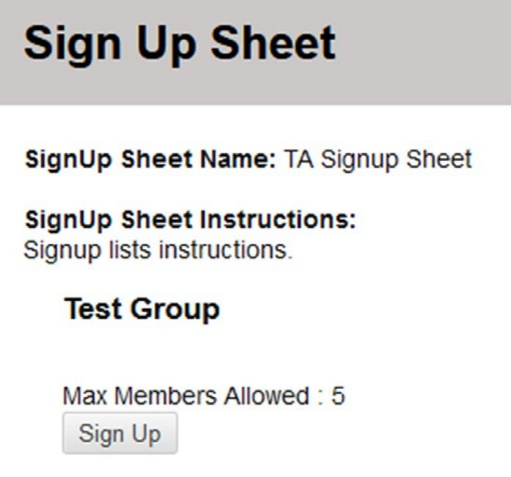 Sign Up Sheet
SignUp Sheet Name: TA Signup Sheet
SignUp Sheet Instructions:
Signup lists instructions.
Test Group
Max Members Allowed : 5
Sign Up